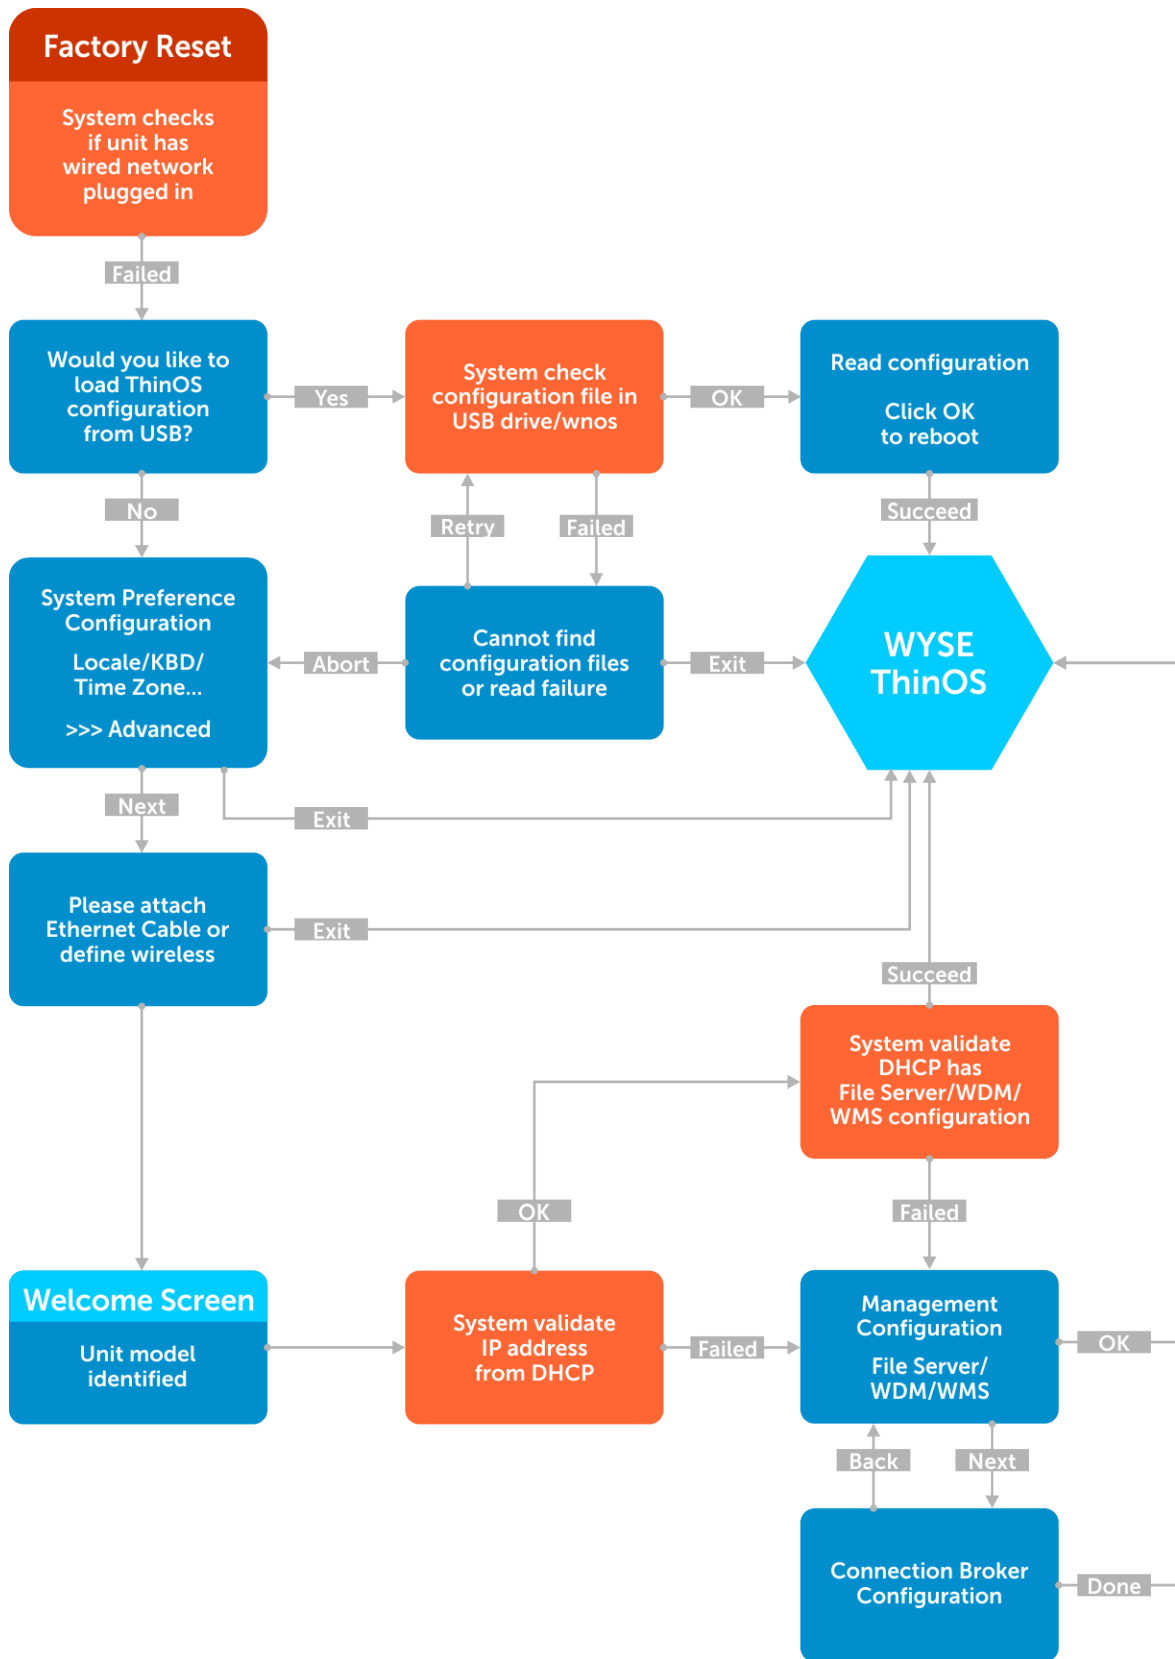 Factory Reset
System checks
if unit has
wired network
plugged in
Failed
Would you like to
load ThinOS
configuration
from USB?
Yes
System check
configuration file in
USB drive/wnos
OK
Read configuration
Click OK
to reboot
No
Retry
Failed
Succeed
System Preference
Configuration
Locale/KBD/
Time Zone...
>>> Advanced
Abort
Cannot find
configuration files
or read failure
Exit
WYSE
ThinOS
Next
Exit
Please attach
Ethernet Cable or
define wireless
Exit
Succeed
System validate
DHCP has
File Server/WDM/
WMS configuration
OK
Failed
Welcome Screen
Unit model
identified
System validate
IP address
from DHCP
Failed
Management
Configuration
File Server/
WDM/WMS
OK
Back
Next
Connection Broker
Configuration
Done